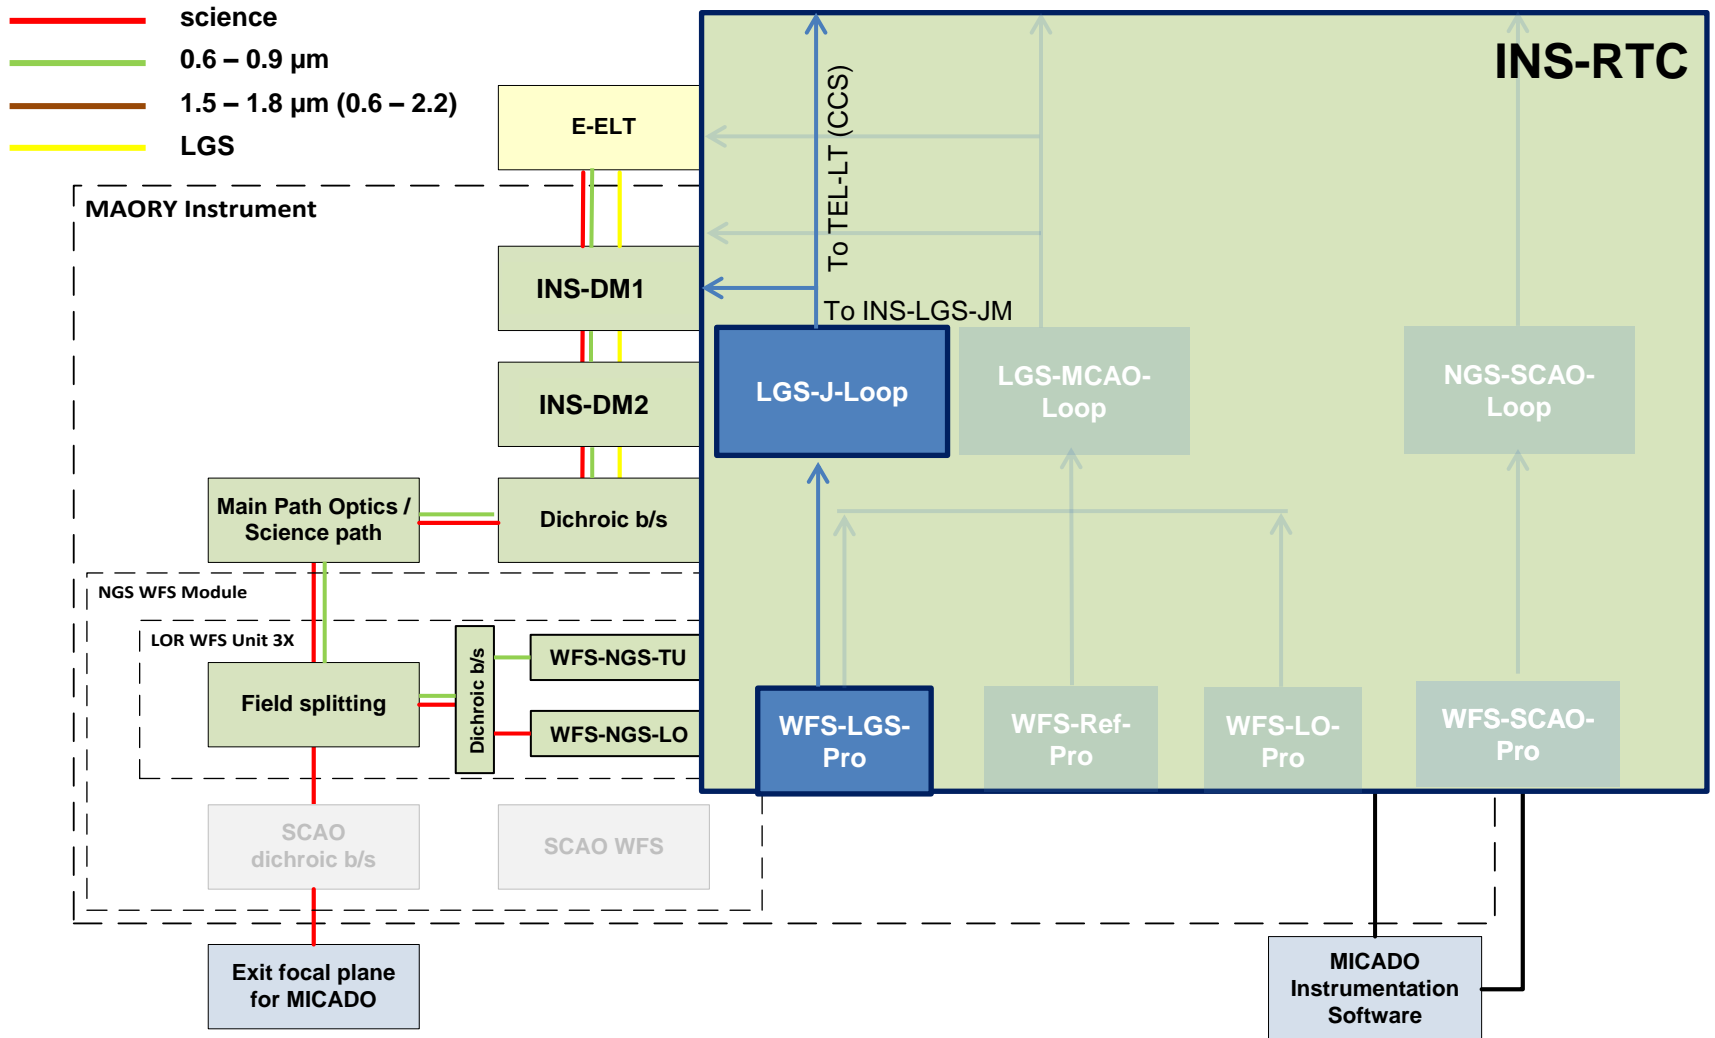 science
0.6 – 0.9 µm
1.5 – 1.8 µm (0.6 – 2.2)
LGS
INS-RTC
E-ELT
To TEL-LT (CCS)
MAORY Instrument
INS-DM1
To INS-LGS-JM
INS-DM2
LGS-J-Loop
LGS-MCAO-
Loop
NGS-SCAO-
Loop
Main Path Optics /
Science path
Dichroic b/s
NGS WFS Module
LOR WFS Unit 3X
Field splitting
Dichroic b/s
WFS-NGS-TU
WFS-NGS-LO
WFS-LGS-
Pro
WFS-Ref-
Pro
WFS-LO-
Pro
WFS-SCAO-
Pro
SCAO
dichroic b/s
SCAO WFS
Exit focal plane
for MICADO
MICADO
Instrumentation
Software